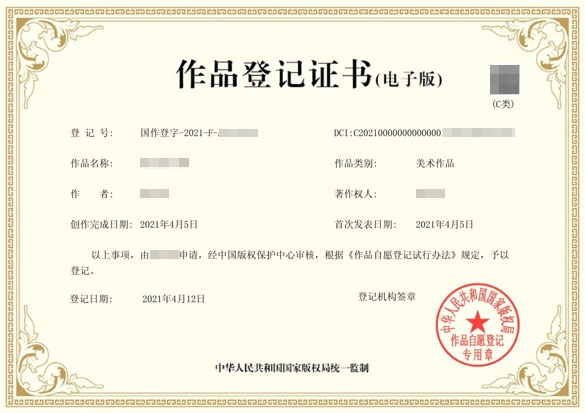 作品登记证书(电子版)
(C类)
登 记 号: 国作登字-2021-F- DCI:C20210000000000000
作品名称: 作品类别: 美术作品
作 者: 著作权人:
创作完成日期: 2021年4月5日 首次发表日期: 2021年4月5日
以上事项，由 申请，经中国版权保护中心审核，根据《作品自愿登记试行办法》规定，予以
登记。
登记日期: 2021年4月12日 登记机构签章
中华人民共和国国家版权局
作品自愿登记
专用章
中华人民共和国国家版权局统一监制